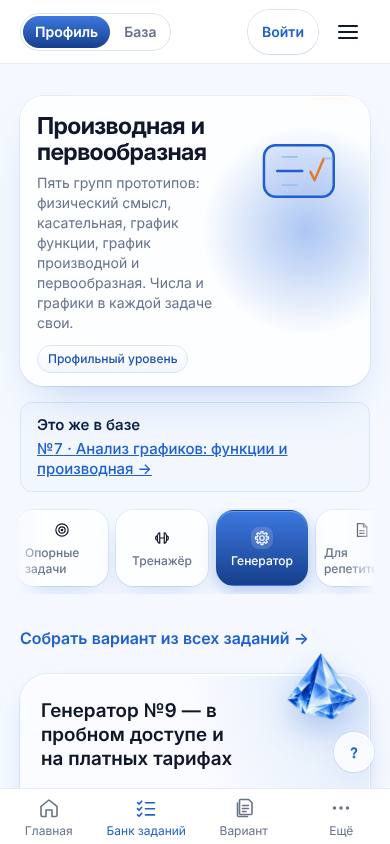 Профиль База Войти
Производная и
первообразная
Пять групп прототипов:
физический смысл,
касательная, график
функции, график
производной и
первообразная. Числа и
графики в каждой задаче
свои.
Профильный уровень
Это же в базе
№7 · Анализ графиков: функции и
производная →
Опорные
задачи
Тренажёр
Генератор
Для
Собрать вариант из всех заданий →
Генератор №9 — в
пробном доступе и
на платных тарифах
?
Главная Банк заданий Вариант Ещё